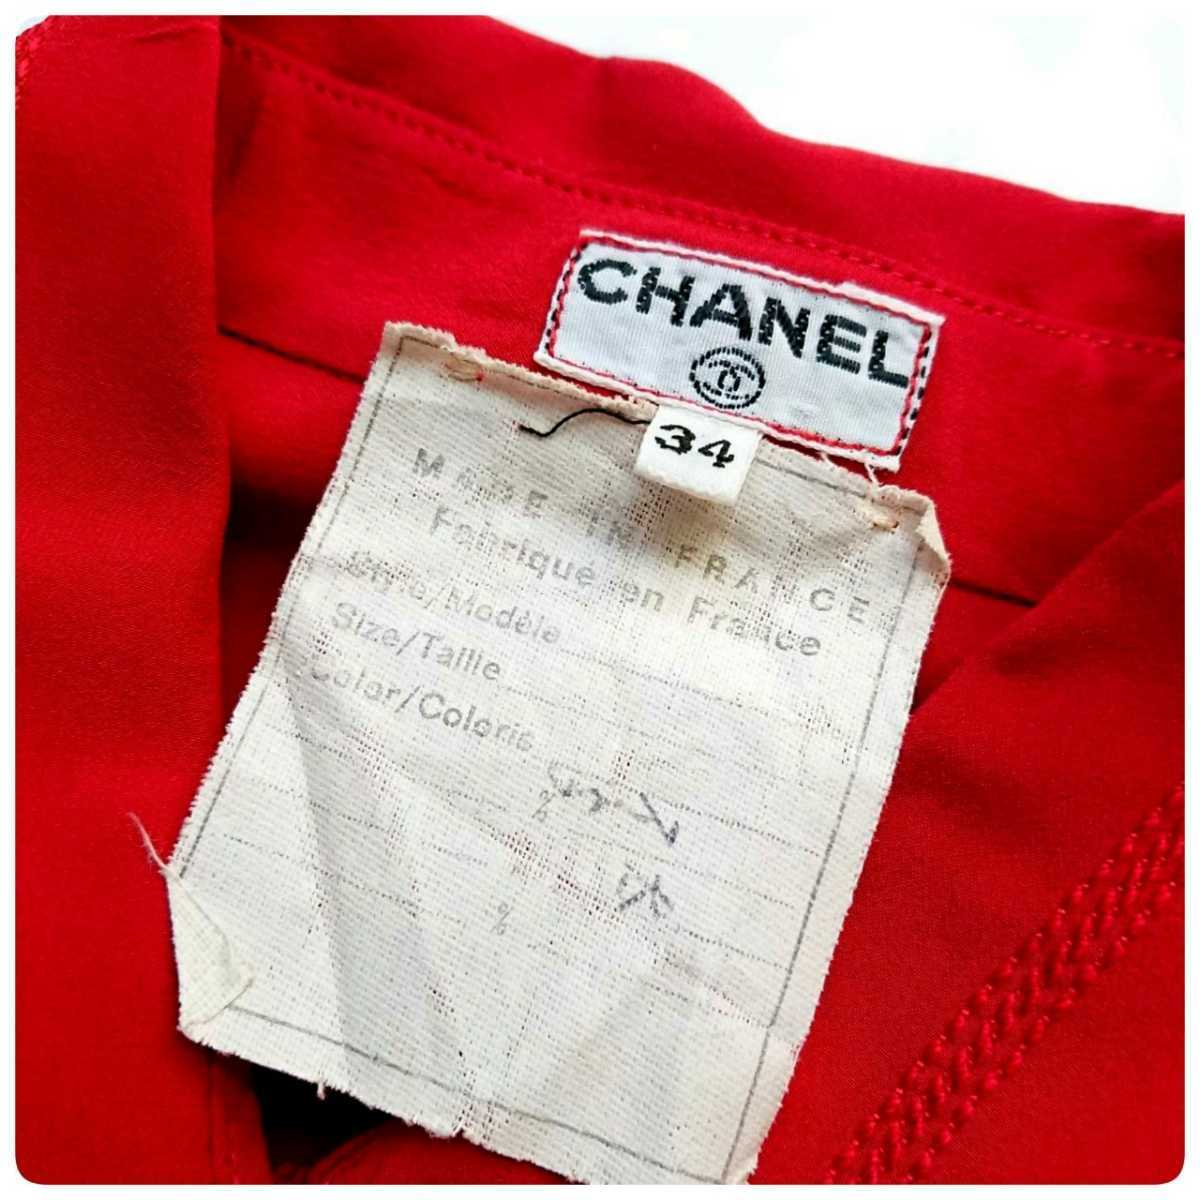 CHANEL
34
MADE IN FRANCE
Fabriqué en France
Style/Modèle
Size/Taille
Color/Coloris
%
%